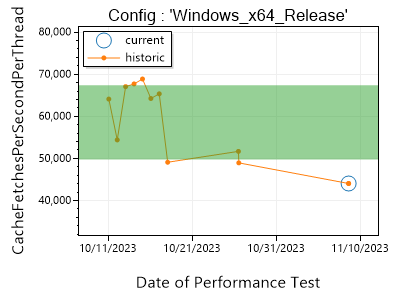 Config : 'Windows_x64_Release'
CacheFetchesPerSecondPerThread
80,000
70,000
60,000
50,000
40,000
current
historic
10/11/2023
10/21/2023
10/31/2023
11/10/2023
Date of Performance Test